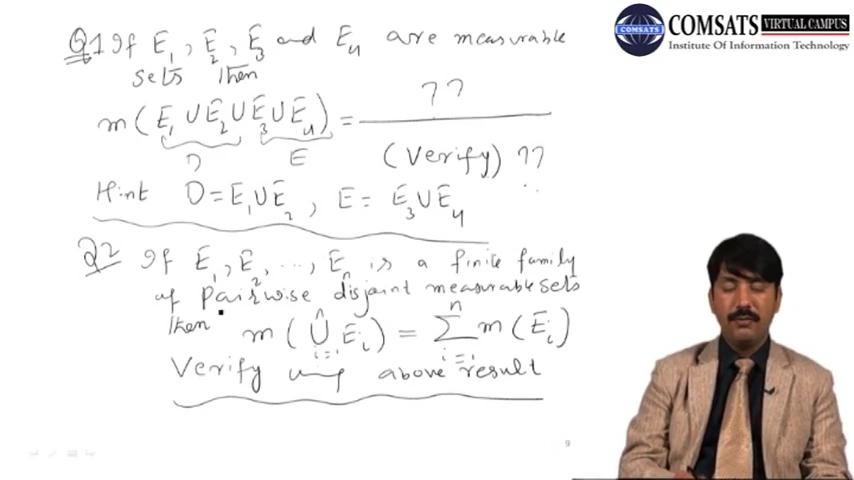 COMSATS VIRTUAL CAMPUS
COMSATS
Institute Of Information Technology
Q1 If E₁, E₂, E₃ and E₄ are measurable
sets then
m(E₁ ∪ E₂ ∪ E₃ ∪ E₄) = ??
D E (Verify) ??
Hint D = E₁ ∪ E₂, E = E₃ ∪ E₄
Q2 If E₁, E₂, ..., Eₙ is a finite family
of pairwise disjoint measurable sets
then m(⋃ⁿᵢ₌₁ Eᵢ) = ∑ⁿᵢ₌₁ m(Eᵢ)
Verify using above result
9